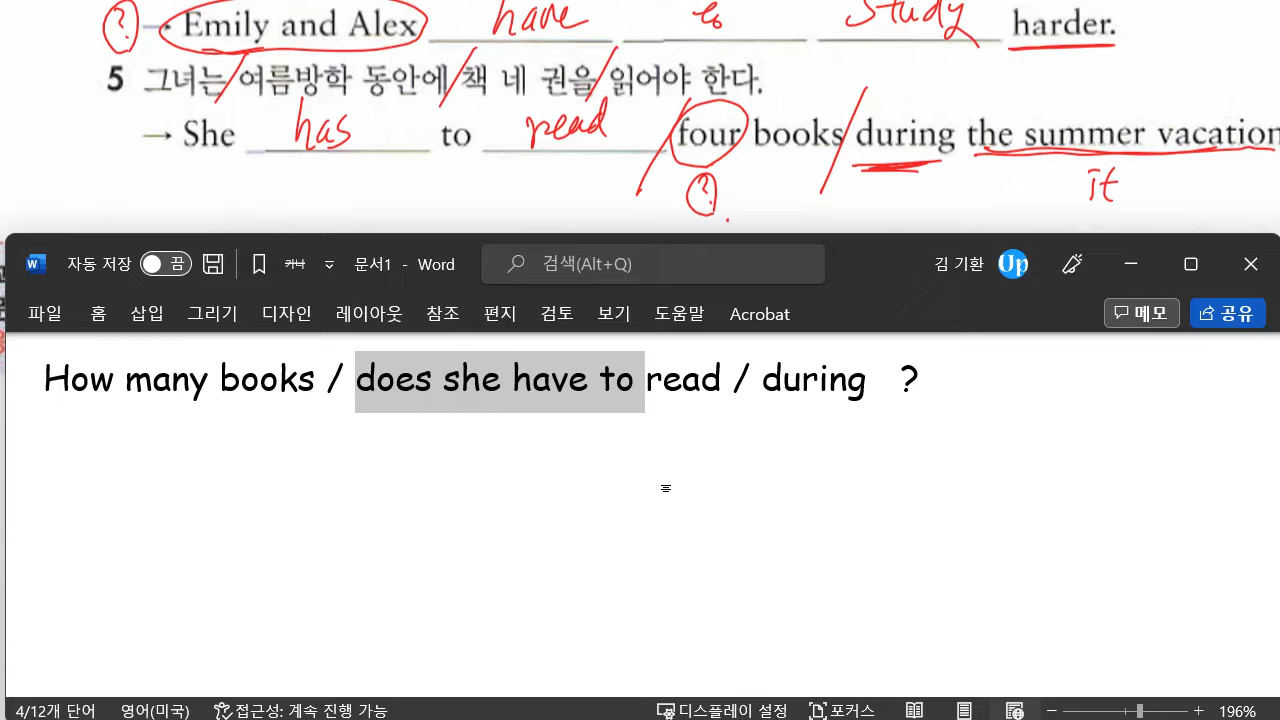 ? → Emily and Alex have to study harder.
5 그녀는 / 여름방학 동안에 / 책 네 권을 / 읽어야 한다.
→ She has to read / four books / during the summer vacation
? it
자동 저장 끔 가나 문서1 - Word 검색(Alt+Q) 김 기환 Up
파일 홈 삽입 그리기 디자인 레이아웃 참조 편지 검토 보기 도움말 Acrobat 메모 공유
How many books / does she have to read / during ?
4/12개 단어 영어(미국) 접근성: 계속 진행 가능 디스플레이 설정 포커스 196%